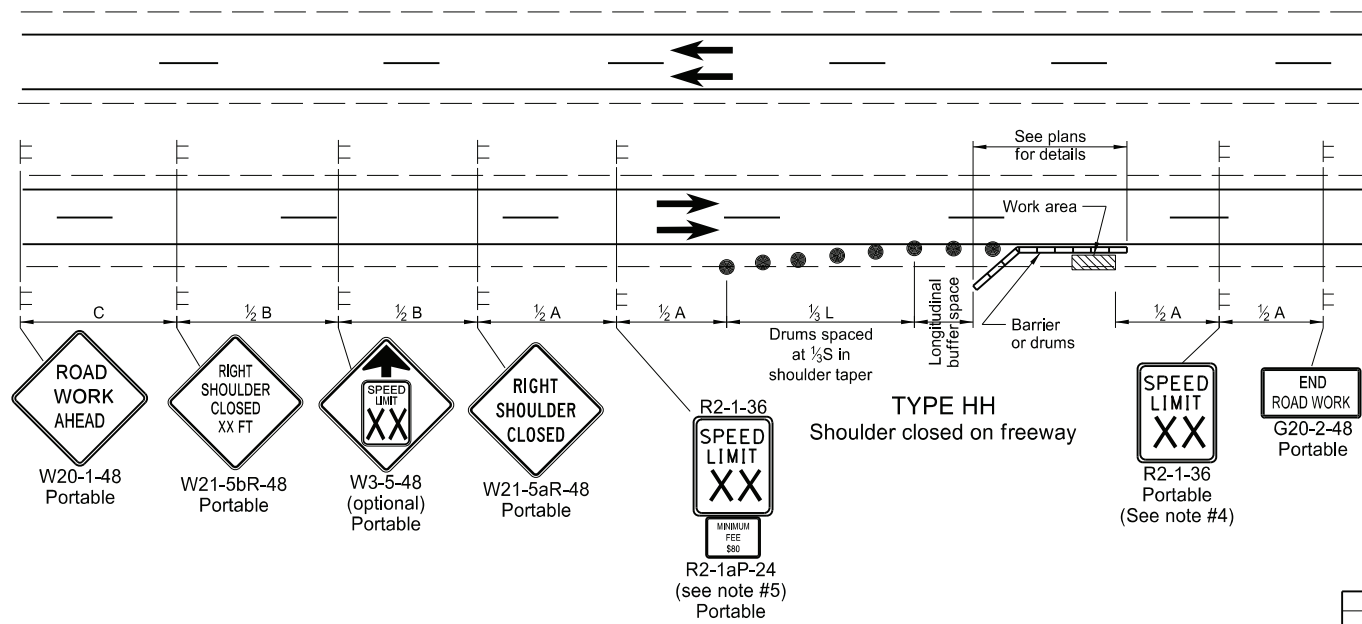 See plans
for details
Work area
C
½ B
½ B
½ A
½ A
⅓ L
Drums spaced
at ⅓S in
shoulder taper
Longitudinal
buffer space
Barrier
or drums
½ A
½ A
ROAD
WORK
AHEAD
W20-1-48
Portable
RIGHT
SHOULDER
CLOSED
XX FT
W21-5bR-48
Portable
SPEED
LIMIT
XX
W3-5-48
(optional)
Portable
RIGHT
SHOULDER
CLOSED
W21-5aR-48
Portable
R2-1-36
SPEED
LIMIT
XX
MINIMUM
FEE
$80
R2-1aP-24
(see note #5)
Portable
TYPE HH
Shoulder closed on freeway
SPEED
LIMIT
XX
R2-1-36
Portable
(See note #4)
END
ROAD WORK
G20-2-48
Portable